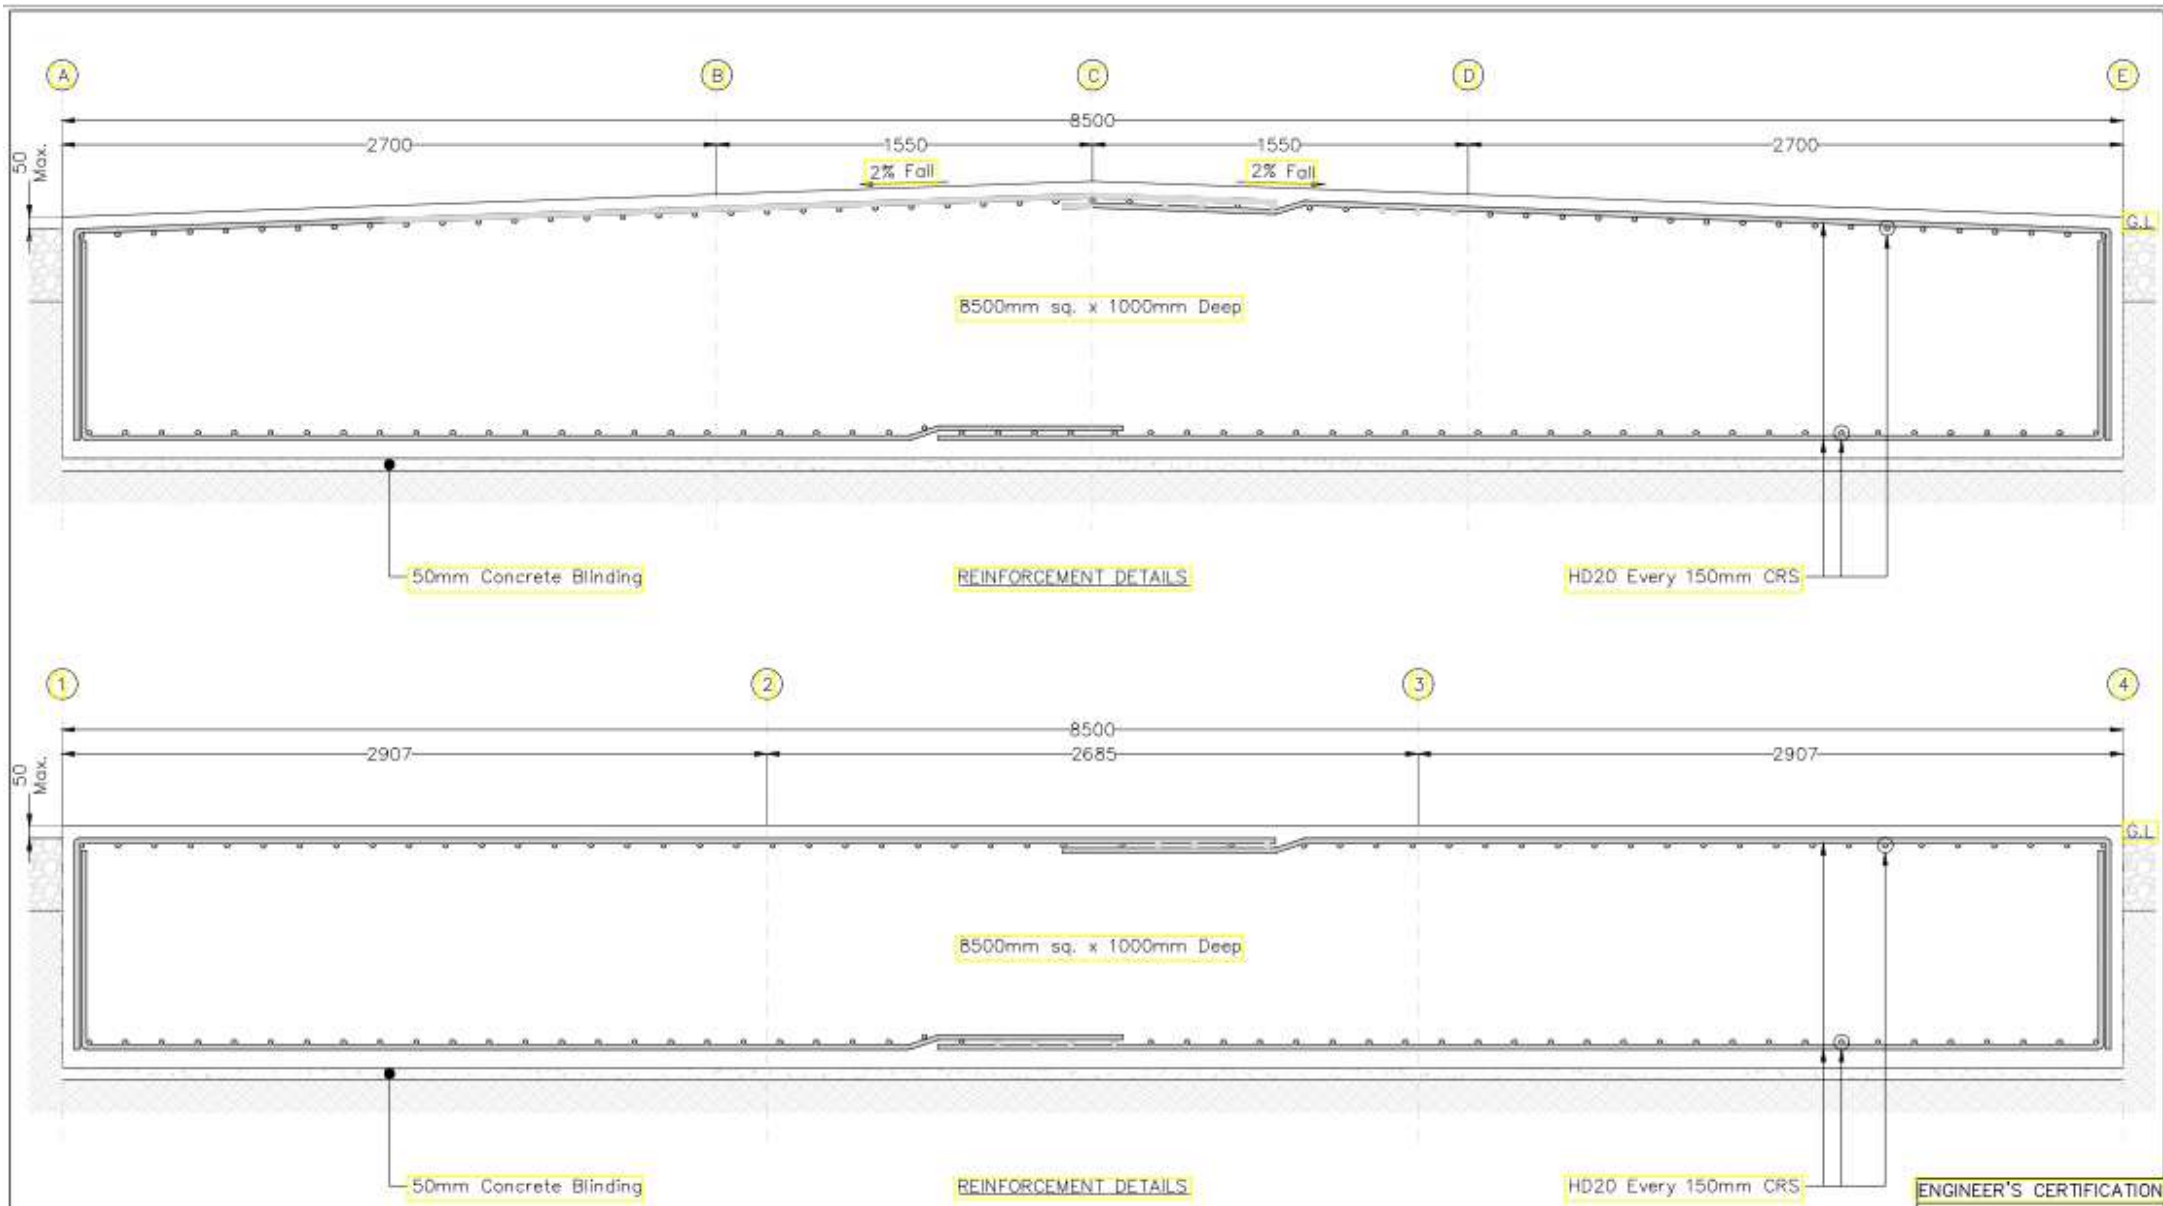 A B C D E
8500
2700 1550 1550 2700
50 Max.
2% Fall 2% Fall
G.L
8500mm sq. x 1000mm Deep
50mm Concrete Blinding REINFORCEMENT DETAILS HD20 Every 150mm CRS
1 2 3 4
8500
2907 2685 2907
50 Max.
G.L
8500mm sq. x 1000mm Deep
50mm Concrete Blinding REINFORCEMENT DETAILS HD20 Every 150mm CRS
ENGINEER'S CERTIFICATION